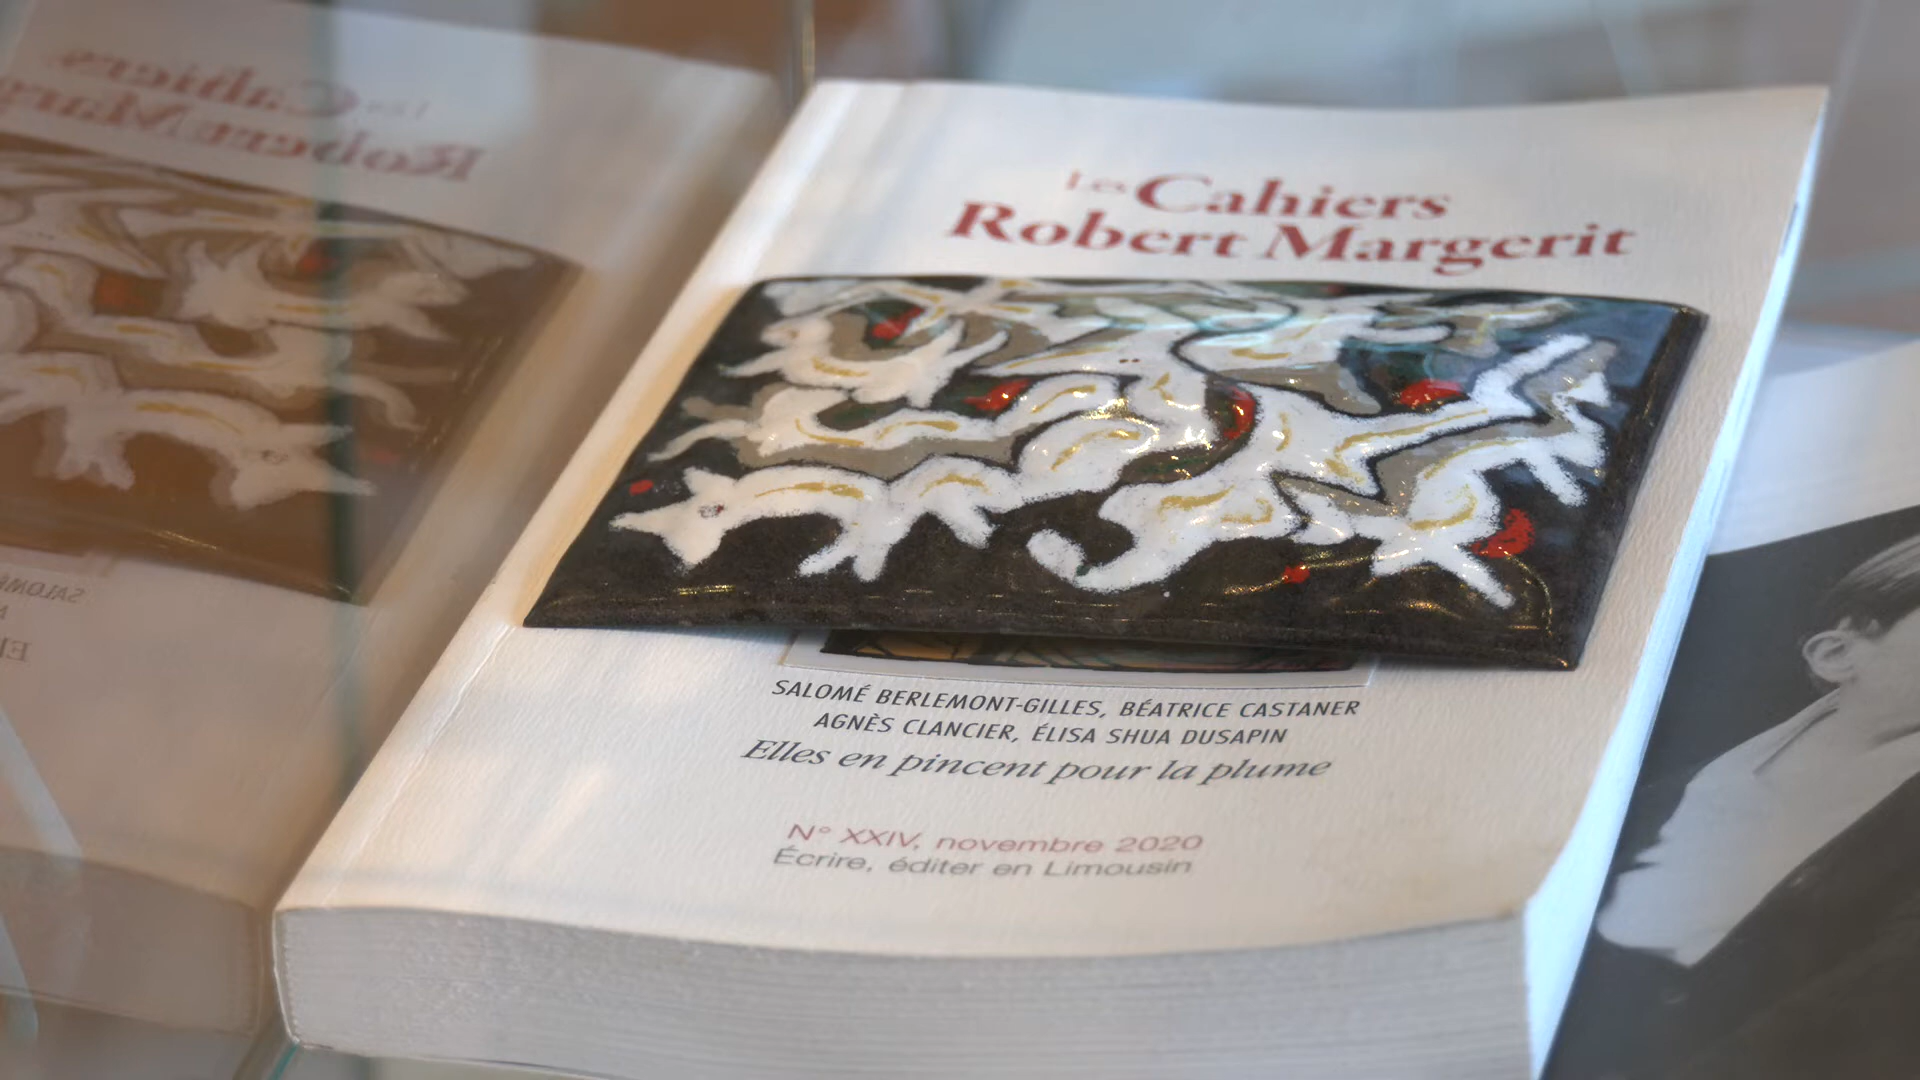 Les Cahiers
Robert Margerit
SALOMÉ BERLEMONT-GILLES, BÉATRICE CASTANER
AGNÈS CLANCIER, ÉLISA SHUA DUSAPIN
Elles en pincent pour la plume
N° XXIV, novembre 2020
Écrire, éditer en Limousin